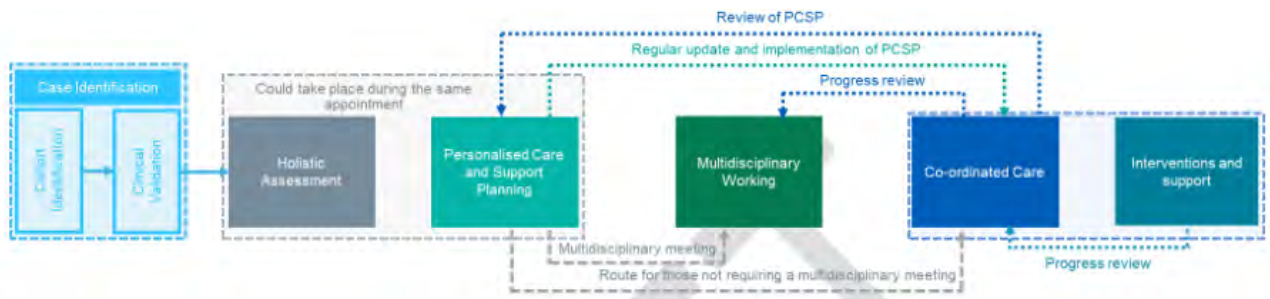 Review of PCSP
Regular update and implementation of PCSP
Progress review
Case Identification
Could take place during the same
appointment
Cohort
Identification
Clinical
Validation
Holistic
Assessment
Personalised Care
and Support
Planning
Multidisciplinary
Working
Co-ordinated Care
Interventions and
support
Multidisciplinary meeting
Route for those not requiring a multidisciplinary meeting
Progress review